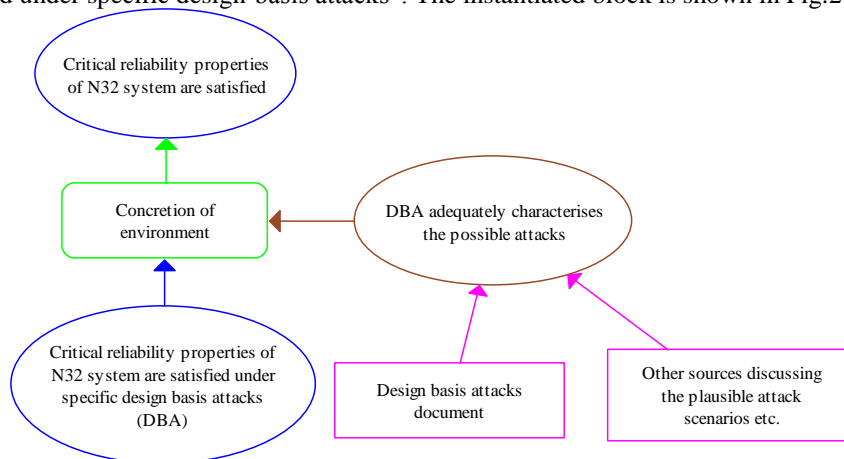 d under specific design basis attacks". The instantiated block is shown in Fig.2
Critical reliability properties
of N32 system are satisfied
Concretion of
environment
DBA adequately characterises
the possible attacks
Critical reliability properties of
N32 system are satisfied under
specific design basis attacks
(DBA)
Design basis attacks
document
Other sources discussing
the plausible attack
scenarios etc.